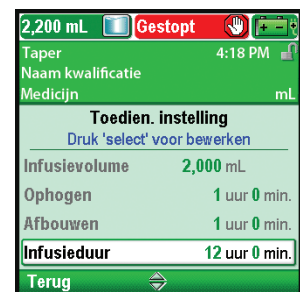 2,200 mL Gestopt
Taper 4:18 PM
Naam kwalificatie
Medicijn mL
Toedien. instelling
Druk 'select' voor bewerken
Infusievolume 2,000 mL
Ophogen 1 uur 0 min.
Afbouwen 1 uur 0 min.
Infusieduur 12 uur 0 min.
Terug